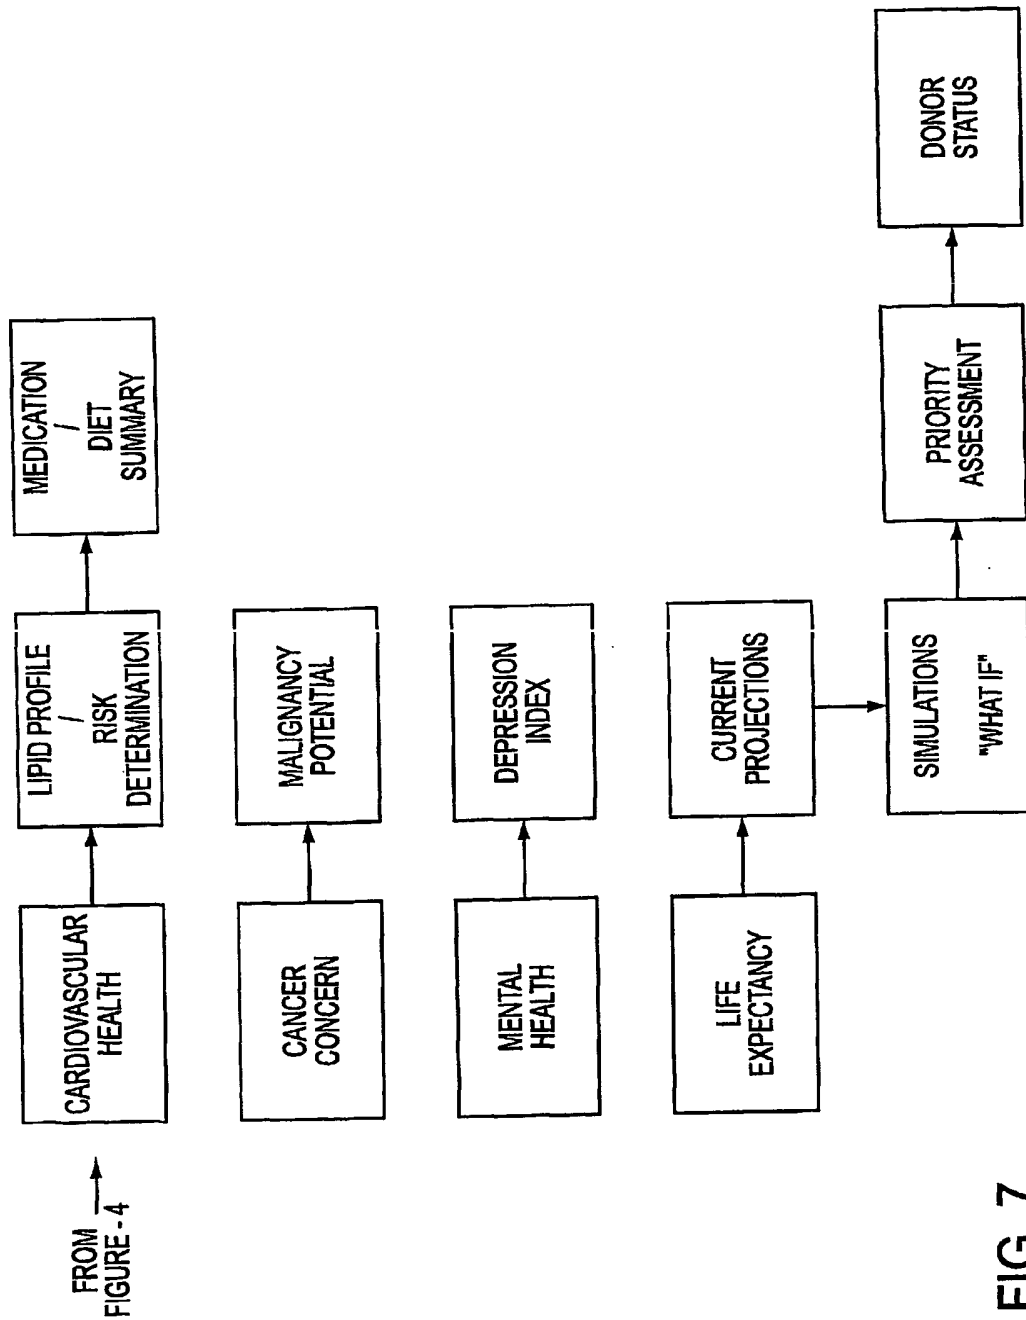 FROM
FIGURE - 4
CARDIOVASCULAR
HEALTH
LIPID PROFILE
/
RISK
DETERMINATION
MEDICATION
/
DIET
SUMMARY
CANCER
CONCERN
MALIGNANCY
POTENTIAL
MENTAL
HEALTH
DEPRESSION
INDEX
LIFE
EXPECTANCY
CURRENT
PROJECTIONS
SIMULATIONS
"WHAT IF"
PRIORITY
ASSESSMENT
DONOR
STATUS
FIG 7